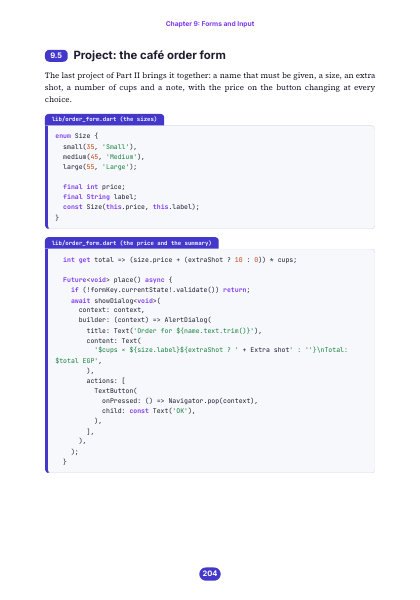 Chapter 9: Forms and Input
9.5 Project: the café order form
The last project of Part II brings it together: a name that must be given, a size, an extra
shot, a number of cups and a note, with the price on the button changing at every
choice.
lib/order_form.dart (the sizes)
enum Size {
  small(35, 'Small'),
  medium(45, 'Medium'),
  large(55, 'Large');

  final int price;
  final String label;
  const Size(this.price, this.label);
}
lib/order_form.dart (the price and the summary)
  int get total => (size.price + (extraShot ? 10 : 0)) * cups;

  Future<void> place() async {
    if (!formKey.currentState!.validate()) return;
    await showDialog<void>(
      context: context,
      builder: (context) => AlertDialog(
        title: Text('Order for ${name.text.trim()}'),
        content: Text(
          '$cups × ${size.label}${extraShot ? ' + Extra shot' : ''}\nTotal:
$total EGP',
        ),
        actions: [
          TextButton(
            onPressed: () => Navigator.pop(context),
            child: const Text('OK'),
          ),
        ],
      ),
    );
  }
204